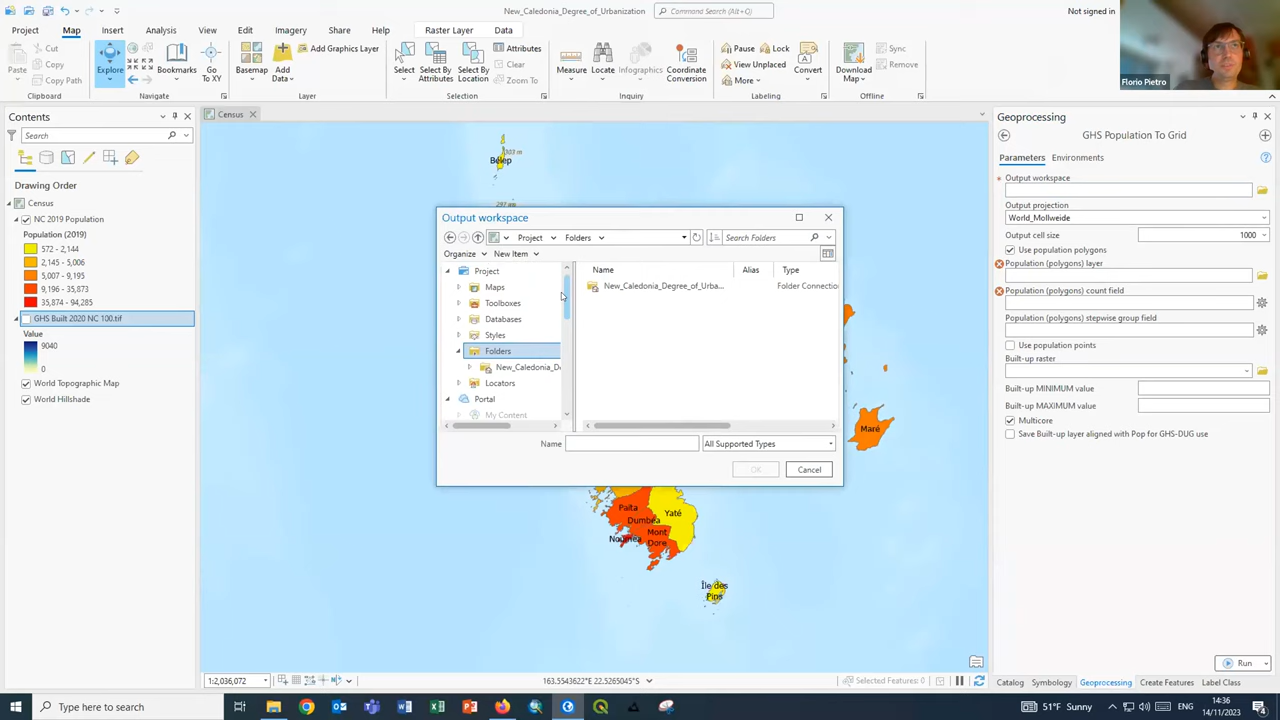 New_Caledonia_Degree_of_Urbanization
Command Search (Alt+Q)
Not signed in
Project
Map
Insert
Analysis
View
Edit
Imagery
Share
Help
Raster Layer
Data
Paste
Cut
Copy
Copy Path
Clipboard
Explore
Bookmarks
Go To XY
Navigate
Basemap
Add Data
Add Graphics Layer
Layer
Select
Select By Attributes
Select By Location
Attributes
Clear
Zoom To
Selection
Measure
Locate
Infographics
Coordinate Conversion
Inquiry
Pause
Lock
View Unplaced
More
Convert
Labeling
Download Map
Sync
Remove
Offline
Florio Pietro
Contents
Search
Drawing Order
Census
NC 2019 Population
Population (2019)
572 - 2,144
2,145 - 5,006
5,007 - 9,195
9,196 - 35,873
35,874 - 94,285
GHS Built 2020 NC 100.tif
Value
9040
0
World Topographic Map
World Hillshade
Census
303 m
Bélep
297 m
Païta
Yaté
Dumbéa
Mont Dore
Nouméa
Île des Pins
Maré
Output workspace
Project
Folders
Search Folders
Organize
New Item
Project
Maps
Toolboxes
Databases
Styles
Folders
New_Caledonia_D
Locators
Portal
My Content
Name
Alias
Type
New_Caledonia_Degree_of_Urba...
Folder Connectio
Name
All Supported Types
OK
Cancel
Geoprocessing
GHS Population To Grid
Parameters
Environments
Output workspace
Output projection
World_Mollweide
Output cell size
1000
Use population polygons
Population (polygons) layer
Population (polygons) count field
Population (polygons) stepwise group field
Use population points
Built-up raster
Built-up MINIMUM value
Built-up MAXIMUM value
Multicore
Save Built-up layer aligned with Pop for GHS-DUG use
Run
1:2,036,072
163.5543622°E 22.5265045°S
Selected Features: 0
Catalog
Symbology
Geoprocessing
Create Features
Label Class
Type here to search
51°F Sunny
ENG
14:36
14/11/2023